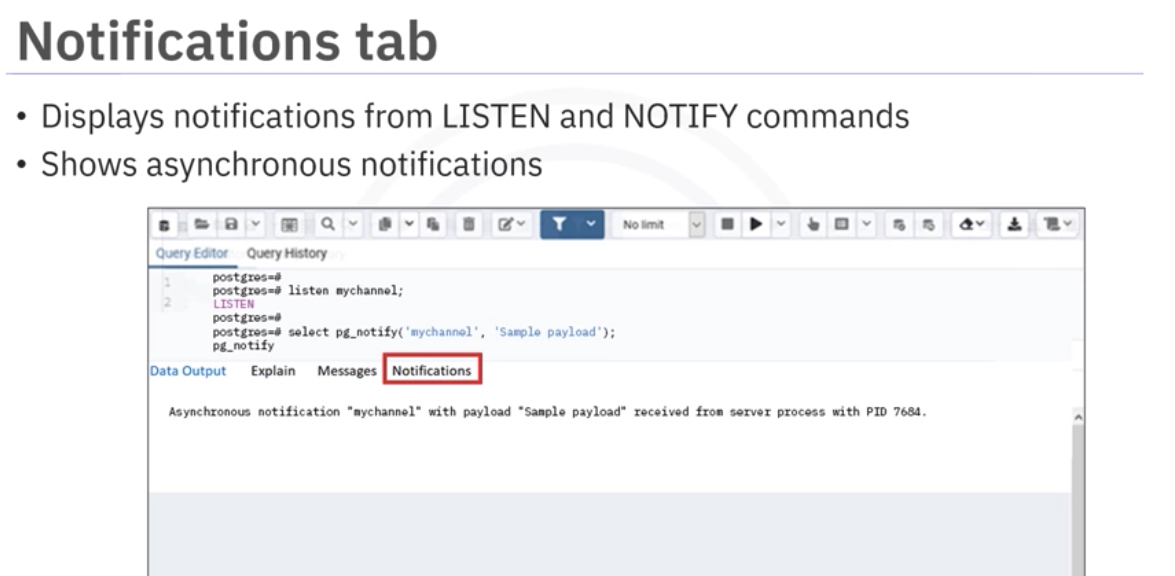 Notifications tab
• Displays notifications from LISTEN and NOTIFY commands
• Shows asynchronous notifications
No limit
Query Editor Query History
1 postgres=#
postgres=# listen mychannel;
2 LISTEN
postgres=#
postgres=# select pg_notify('mychannel', 'Sample payload');
pg_notify
Data Output Explain Messages Notifications
Asynchronous notification "mychannel" with payload "Sample payload" received from server process with PID 7684.